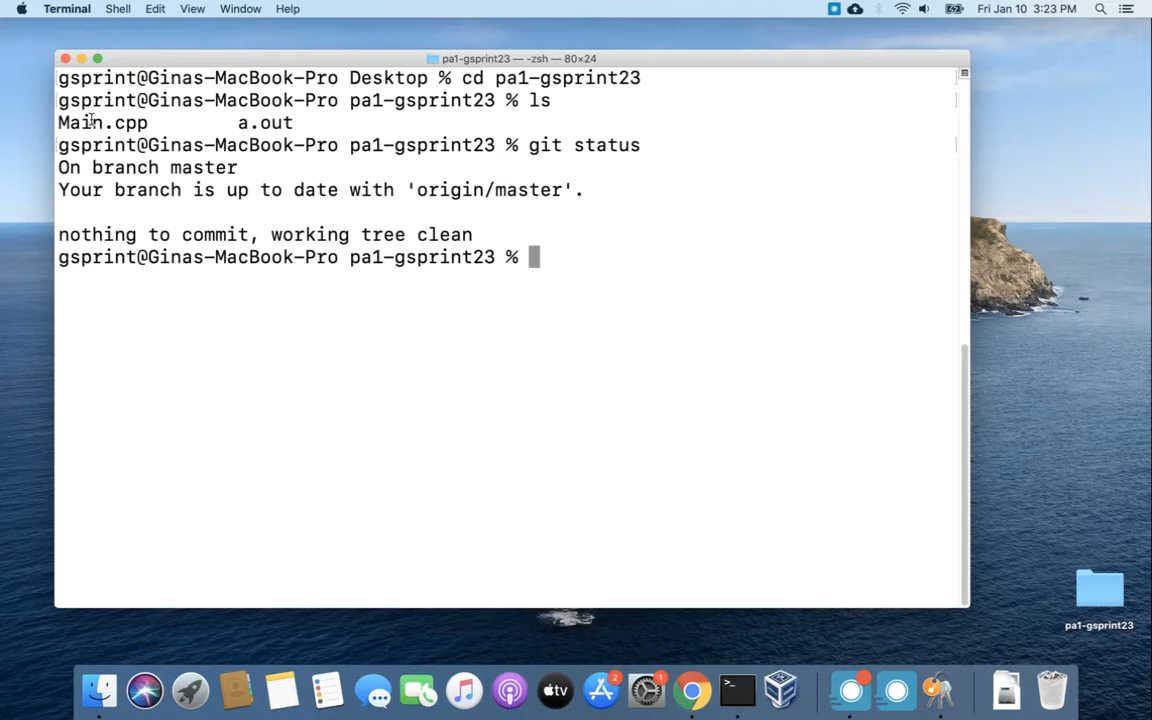 Terminal Shell Edit View Window Help Fri Jan 10 3:23 PM
pa1-gsprint23 — -zsh — 80×24
gsprint@Ginas-MacBook-Pro Desktop % cd pa1-gsprint23
gsprint@Ginas-MacBook-Pro pa1-gsprint23 % ls
Main.cpp a.out
gsprint@Ginas-MacBook-Pro pa1-gsprint23 % git status
On branch master
Your branch is up to date with 'origin/master'.
nothing to commit, working tree clean
gsprint@Ginas-MacBook-Pro pa1-gsprint23 %
pa1-gsprint23
tv 2 1 >_